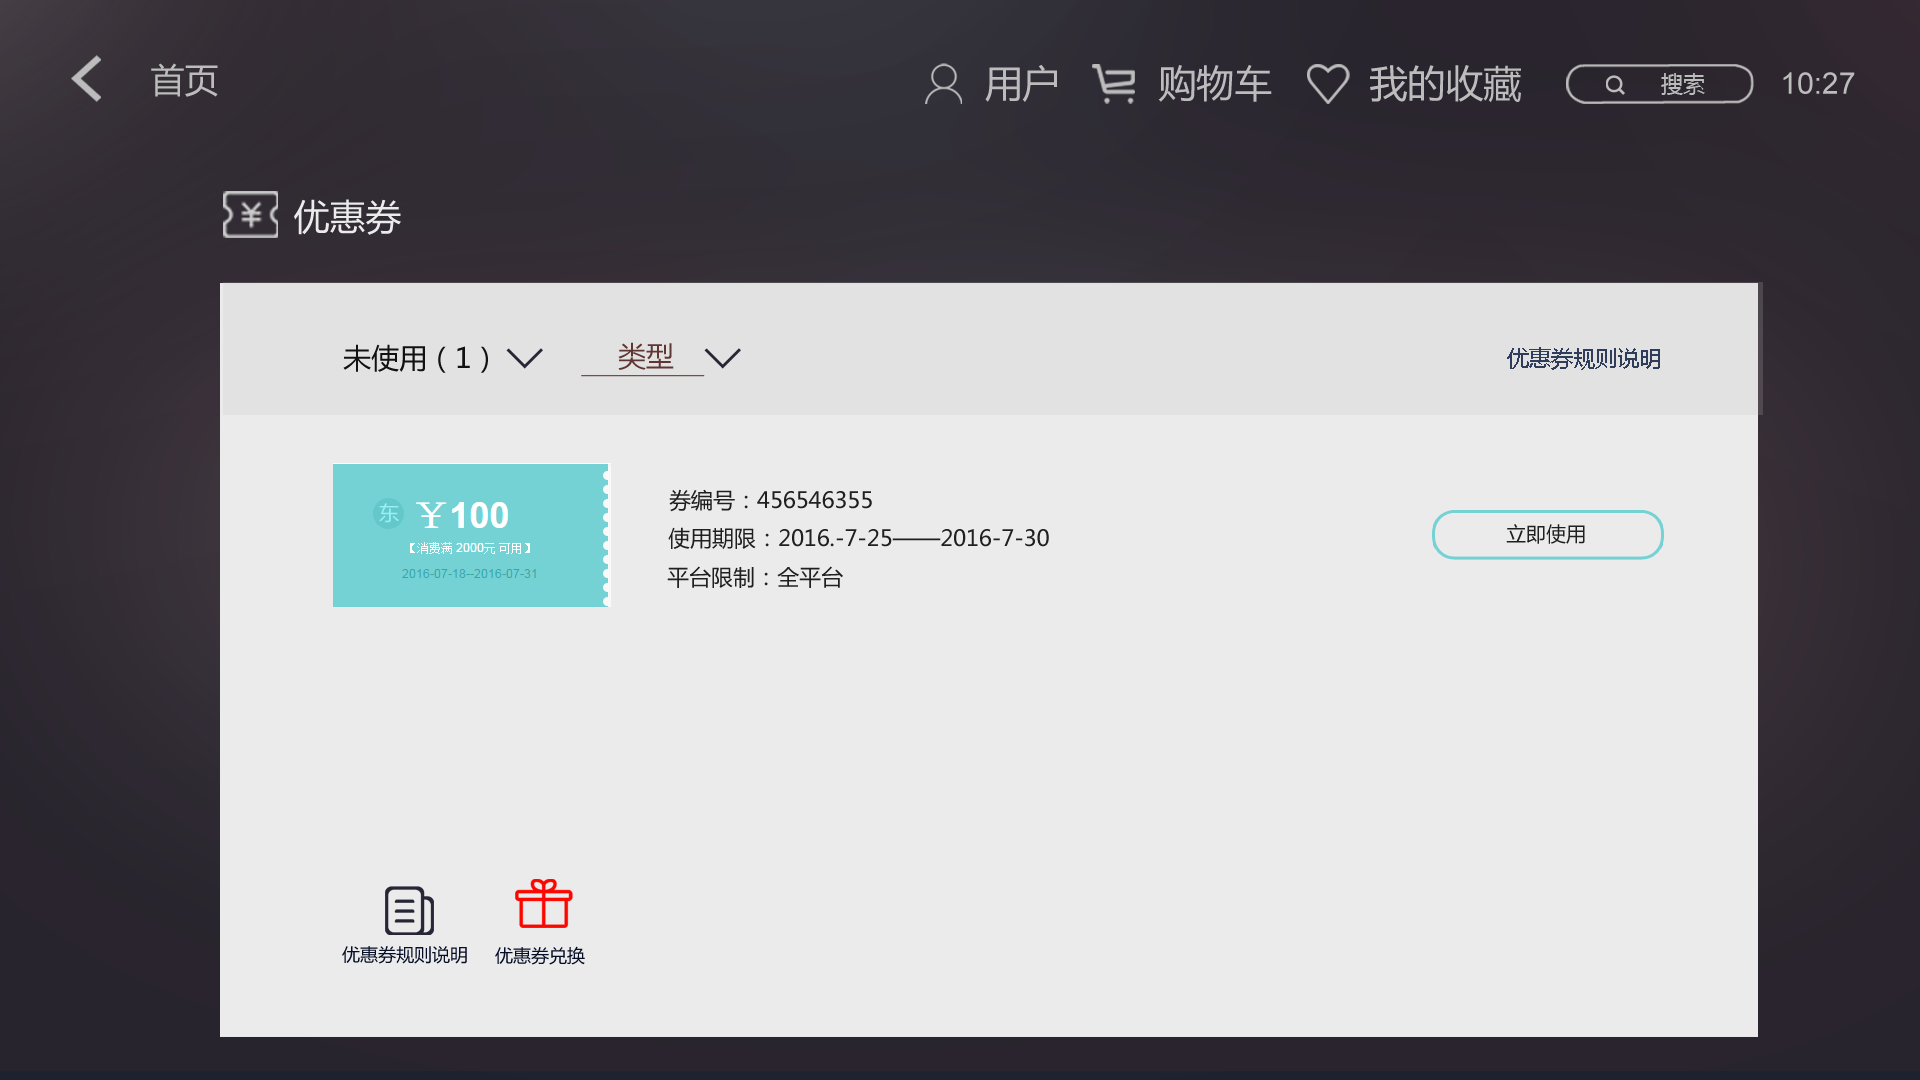 首页
用户
购物车
我的收藏
搜索
10:27
¥
优惠券
未使用（1）
类型
优惠券规则说明
东 ￥100
【消费满 2000元 可用】
2016-07-18--2016-07-31
券编号：456546355
使用期限：2016.-7-25——2016-7-30
平台限制：全平台
立即使用
优惠券规则说明
优惠券兑换